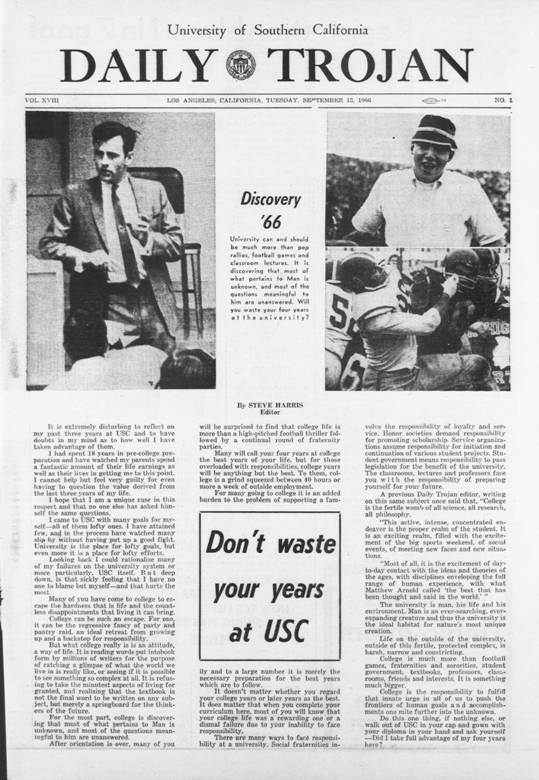 University of Southern California
DAILY TROJAN
VOL. XVIII LOS ANGELES, CALIFORNIA, TUESDAY, SEPTEMBER 13, 1966 NO. 1
Discovery
'66
University can and should
be much more than pep
rallies, football games and
classroom lectures. It is
discovering that most of
what pertains to Man is
unknown, and most of the
questions meaningful to
him are unanswered. Will
you waste your four years
at the university?
By STEVE HARRIS
Editor
It is extremely disturbing to reflect on
my past three years at USC and to have
doubts in my mind as to how well I have
taken advantage of them.
I had spent 18 years in pre-college pre-
paration and have watched my parents spend
a fantastic amount of their life earnings as
well as their lives in getting me to this point.
I cannot help but feel very guilty for even
having to question the value derived from
the last three years of my life.
I hope that I am a unique case in this
respect and that no one else has asked him-
self the same questions.
I came to USC with many goals for my-
self—all of them lofty ones. I have attained
few, and in the process have watched many
slip by without having put up a good fight.
University is the place for lofty goals, but
even more it is a place for lofty efforts.
Looking back I could rationalize many
of my failures on the university system or
more particularly, USC itself. But deep
down, is that sickly feeling that I have no
one to blame but myself—and that hurts the
most.
Many of you have come to college to es-
cape the hardness that is life and the count-
less disappointments that living it can bring.
College can be such an escape. For one,
it can be the regressive fancy of party and
pantry raid, an ideal retreat from growing
up and a backstop for responsibility.
But what college really is is an attitude,
a way of life. It is reading words put into book
form by millions of writers for the purpose
of catching a glimpse of what the world we
live in is really like, or seeing if it is possible
to see something so complex at all. It is refus-
ing to take the mundane aspects of living for
granted, and realizing that the textbook is
not the final word to be written on any sub-
ject, but merely a springboard for the think-
ers of the future.
For the most part, college is discover-
ing that most of what pertains to Man is
unknown, and most of the questions mean-
ingful to him are unanswered.
After orientation is over, many of you
will be surprised to find that college life is
more than a high-pitched football thriller fol-
lowed by a continual round of fraternity
parties.
Many will call your four years at college
the best years of your life, but for those
overloaded with responsibilities, college years
will be anything but the best. To them, col-
lege is a grind squeezed between 40 hours or
more a week of outside employment.
For many going to college it is an added
burden to the problem of supporting a fam-
Don't waste
your years
at USC
ily and to a large number it is merely the
necessary preparation for the best years
which are to follow.
It doesn't matter whether you regard
your college years or later years as the best.
It does matter that when you complete your
curriculum here, most of you know that
your college life was a rewarding one or a
dismal failure due to your inability to face
responsibility.
There are many ways to face responsi-
bility at a university. Social fraternities in-
volve the responsibility of loyalty and ser-
vice. Honor societies demand responsibility
for promoting scholarship. Service organiza-
tions assume responsibility for initiation and
continuation of various student projects. Stu-
dent government means responsibility to pass
legislation for the benefit of the university.
The classrooms, lectures and professors face
you with the responsibility of preparing
yourself for your future.
A previous Daily Trojan editor, writing
on this same subject once said that, "College
is the fertile womb of all science, all research,
all philosophy.
"This active, intense, concentrated en-
deavor is the proper realm of the student. It
is an exciting realm, filled with the excite-
ment of the big sports weekend, of social
events, of meeting new faces and new situa-
tions.
"Most of all, it is the excitement of day-
to-day contact with the ideas and theories of
the ages, with disciplines enveloping the full
range of human experience, with what
Matthew Arnold called 'the best that has
been thought and said in the world.' "
The university is man, his life and his
environment. Man is an ever-searching, ever-
expanding creature and thus the university is
the ideal habitat for nature's most unique
creation.
Life on the outside of the university,
outside of this fertile, protected complex, is
harsh, narrow and constricting.
College is much more than football
games, fraternities and sororities, student
government, textbooks, professors, class-
rooms, friends and interests. It is something
much bigger.
College is the responsibility to fulfill
that innate urge in all of us to push the
frontiers of human goals and accomplish-
ments one mite further into the unknown.
Do this one thing, if nothing else, or
walk out of USC in your cap and gown with
your diploma in your hand and ask yourself
—Did I take full advantage of my four years
here?